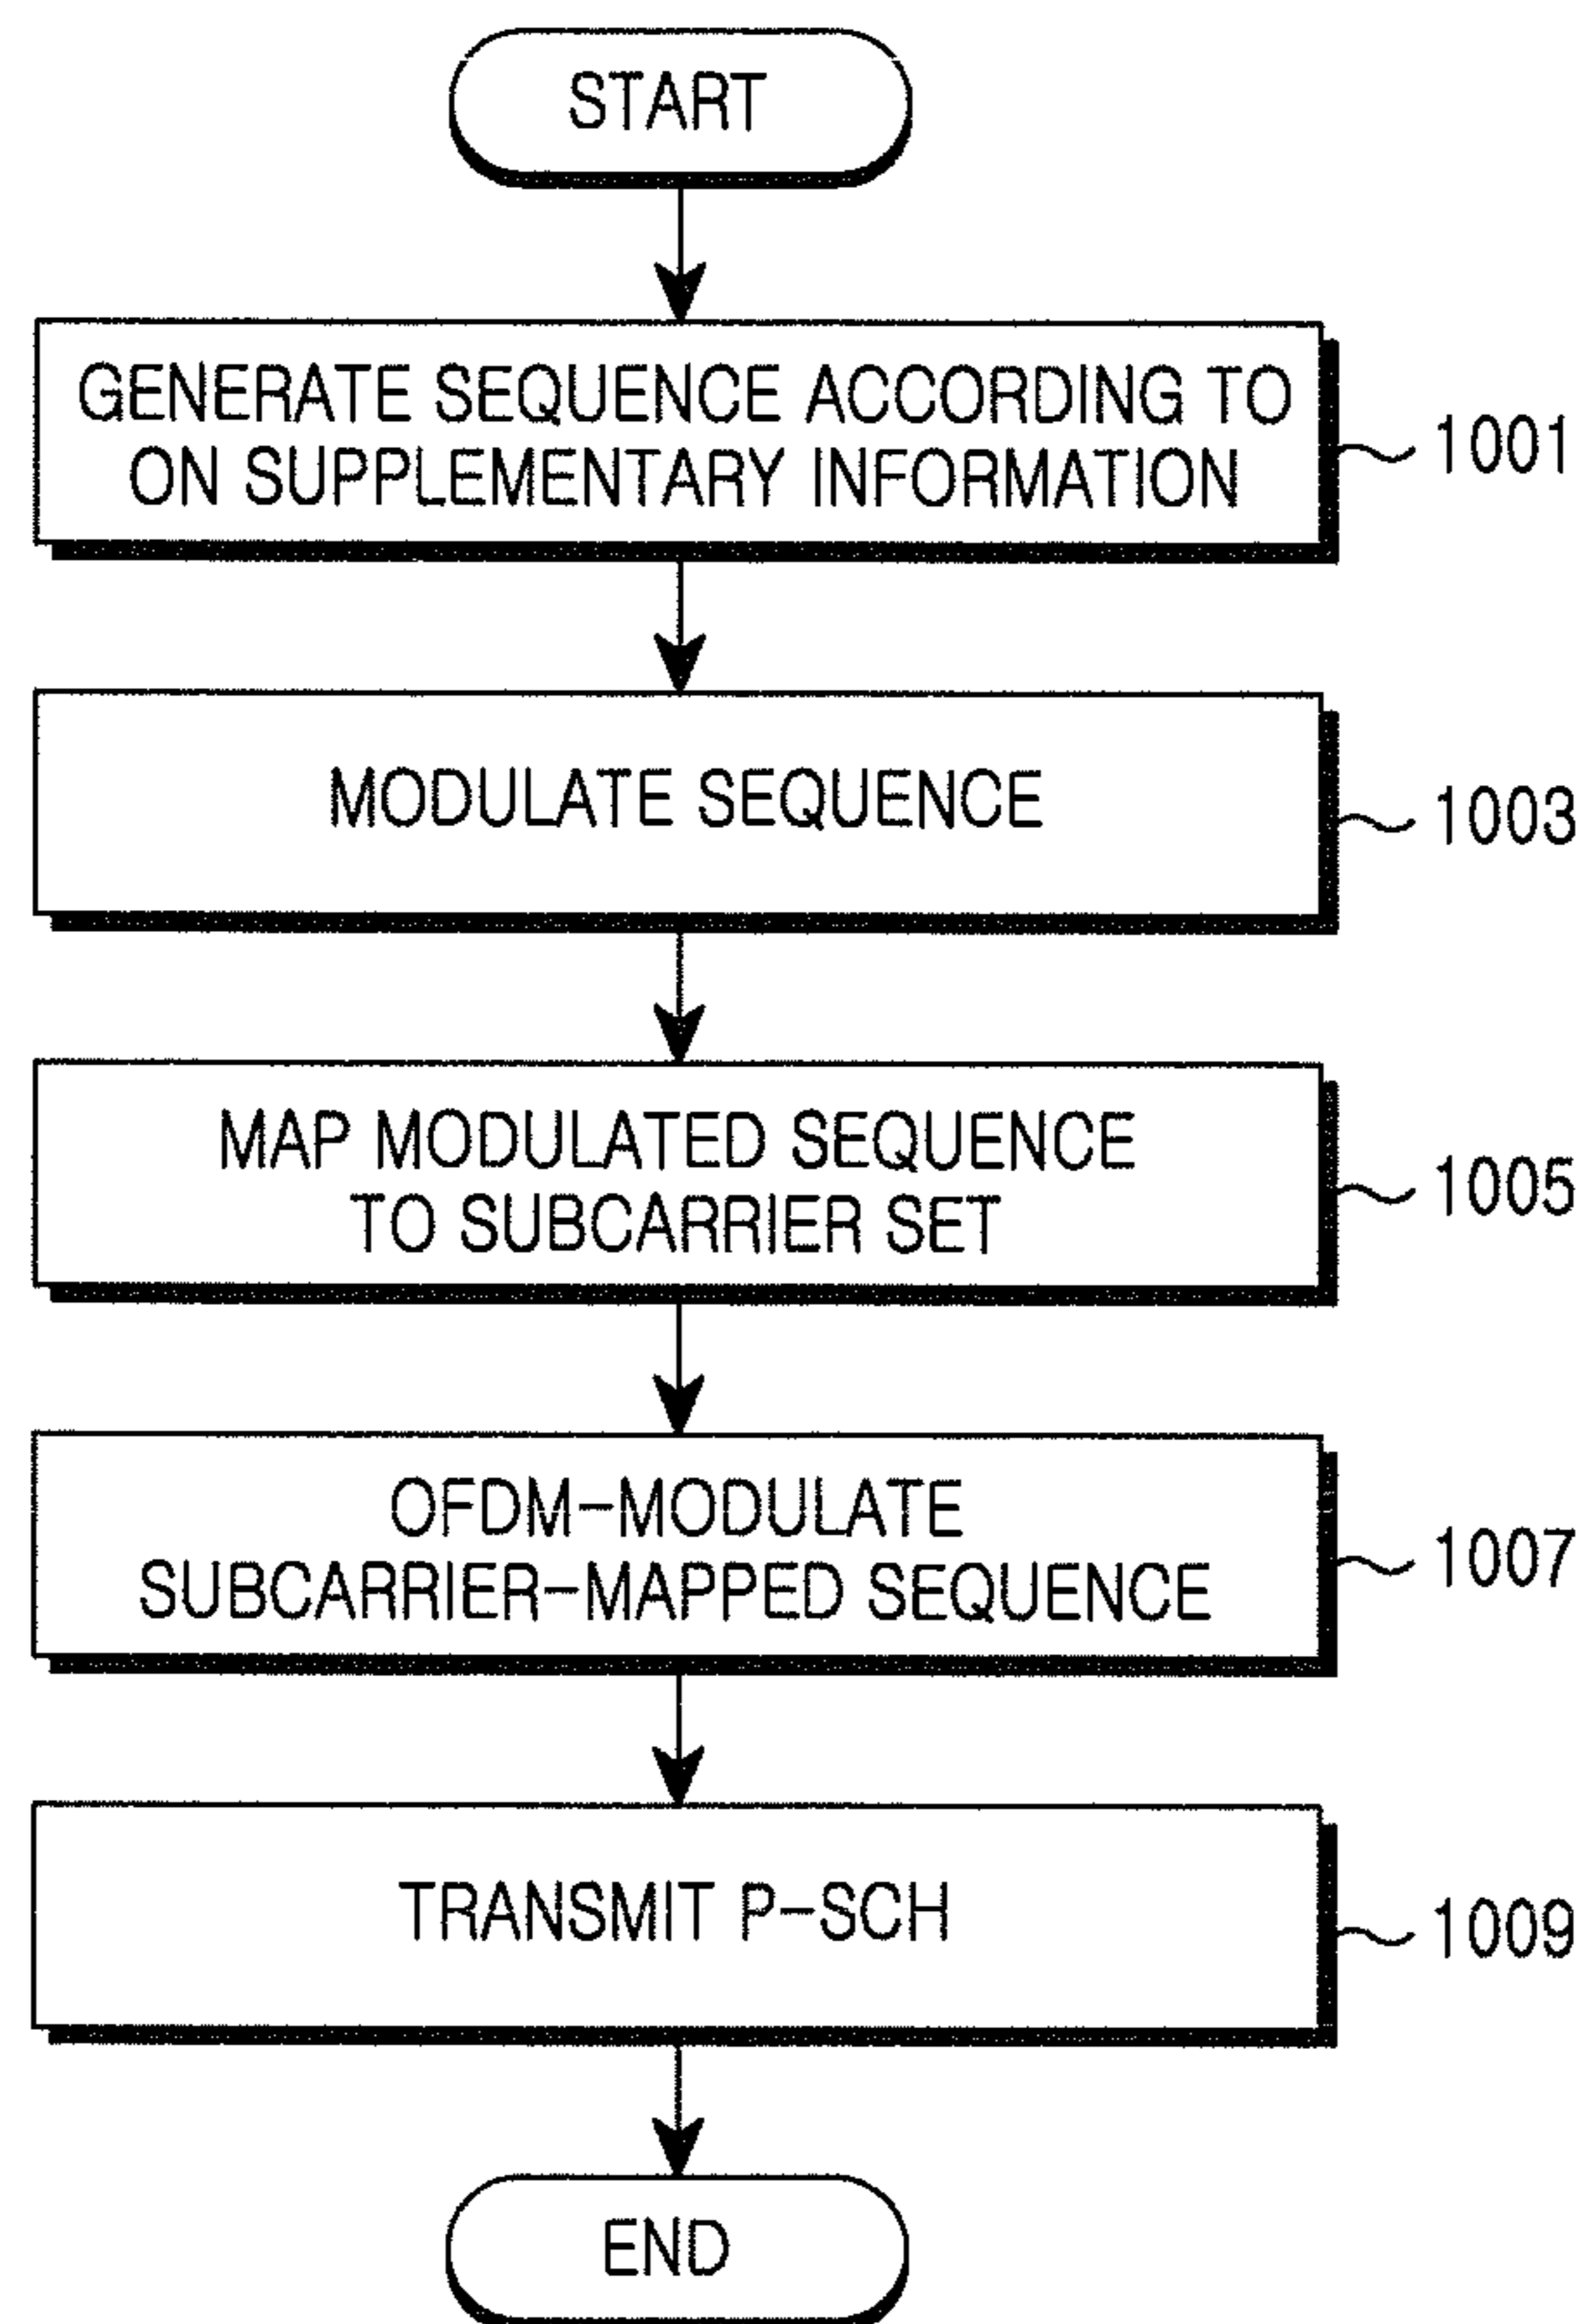 START
GENERATE SEQUENCE ACCORDING TO
ON SUPPLEMENTARY INFORMATION
1001
MODULATE SEQUENCE
1003
MAP MODULATED SEQUENCE
TO SUBCARRIER SET
1005
OFDM-MODULATE
SUBCARRIER-MAPPED SEQUENCE
1007
TRANSMIT P-SCH
1009
END